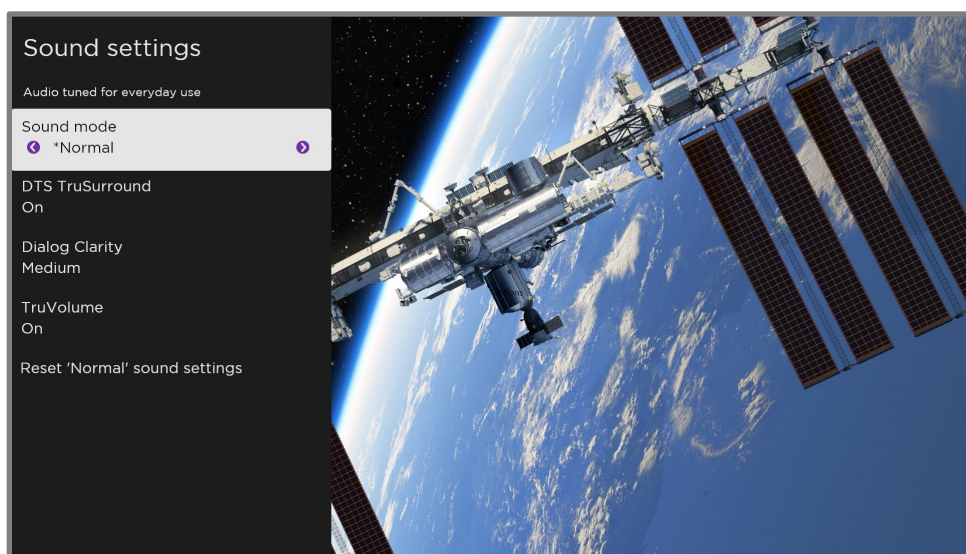 Sound settings
Audio tuned for everyday use
Sound mode
*Normal
DTS TruSurround
On
Dialog Clarity
Medium
TruVolume
On
Reset 'Normal' sound settings